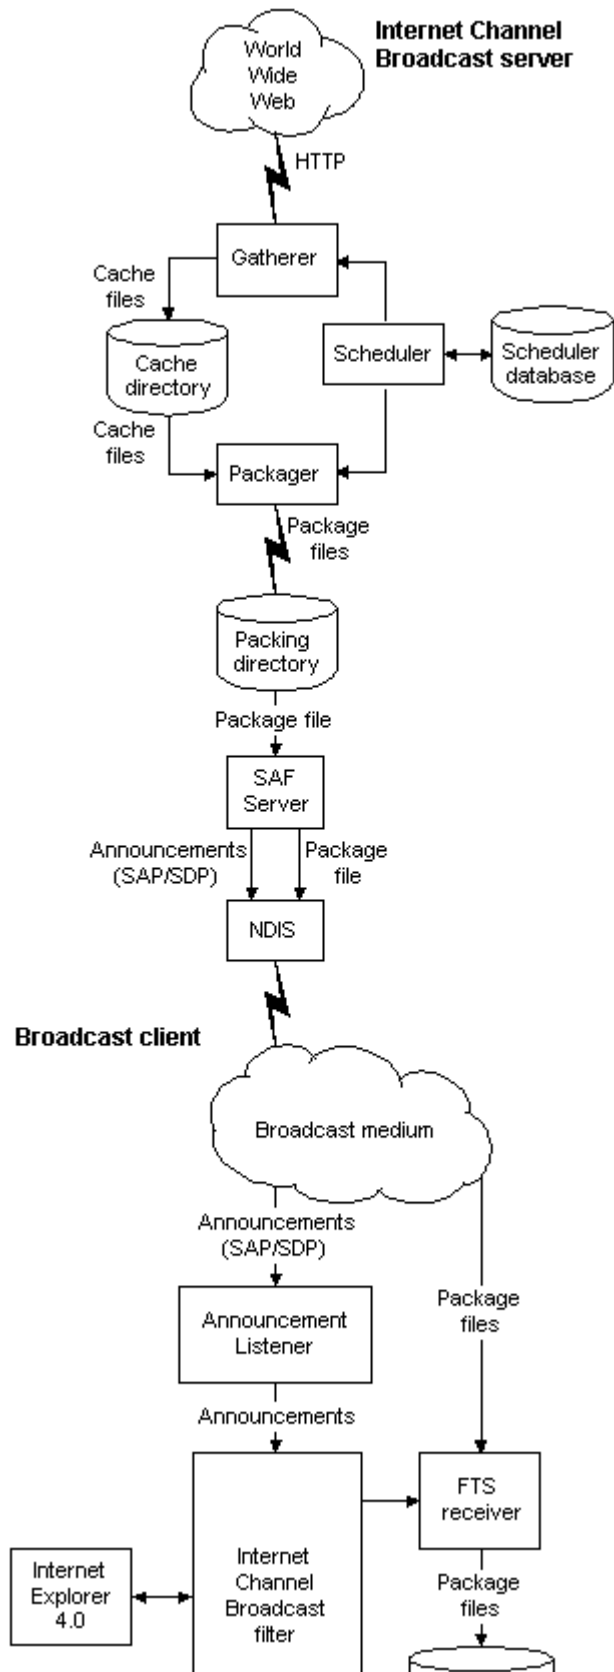 Internet Channel
Broadcast server
World
Wide
Web
HTTP
Gatherer
Cache
files
Cache
directory
Scheduler
Scheduler
database
Cache
files
Packager
Package
files
Packing
directory
Package file
SAF
Server
Announcements
(SAP/SDP)
Package
file
NDIS
Broadcast client
Broadcast medium
Announcements
(SAP/SDP)
Package
files
Announcement
Listener
Announcements
FTS
receiver
Internet
Explorer
4.0
Internet
Channel
Broadcast
filter
Package
files